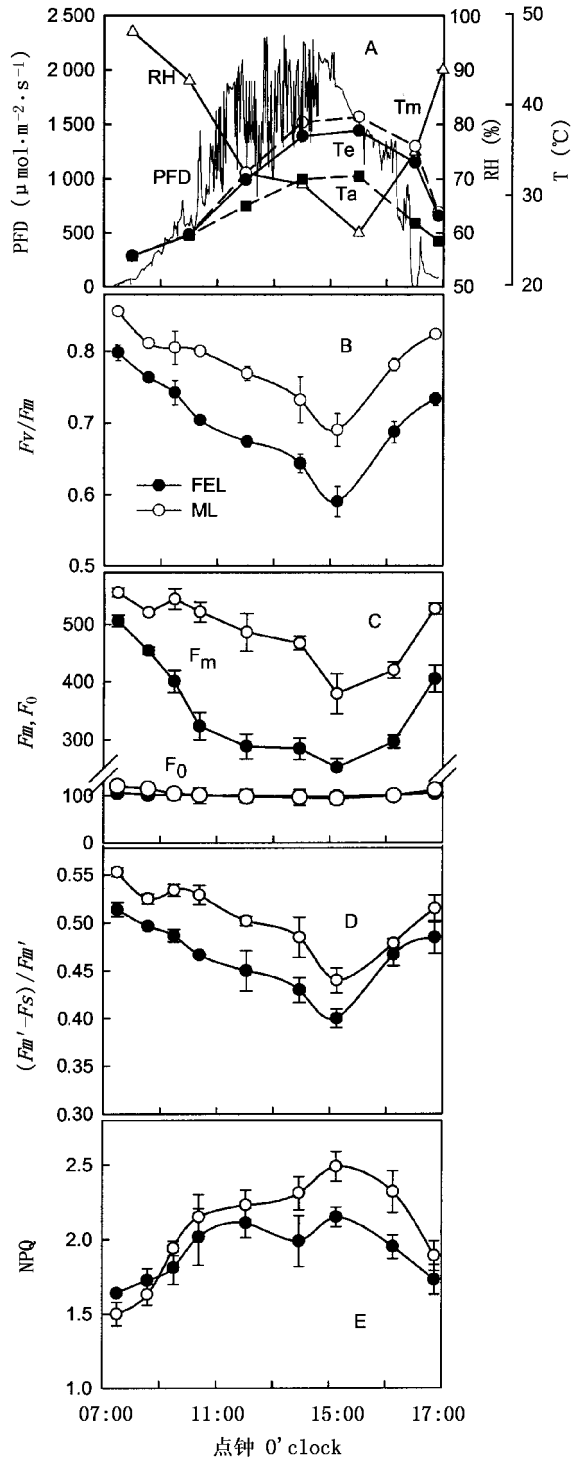 2 500
2 000
1 500
1 000
500
0
PFD (μmol·m⁻²·s⁻¹)
A
RH
PFD
Tm
Te
Ta
100
90
80
70
60
50
RH (%)
50
40
30
20
T (℃)
B
0.8
0.7
0.6
0.5
Fv/Fm
FEL
ML
C
500
400
300
100
0
Fm, F0
Fm
F0
D
0.55
0.50
0.45
0.40
0.35
0.30
(Fm'-Fs)/Fm'
2.5
2.0
1.5
1.0
NPQ
E
07:00 11:00 15:00 17:00
点钟 O'clock